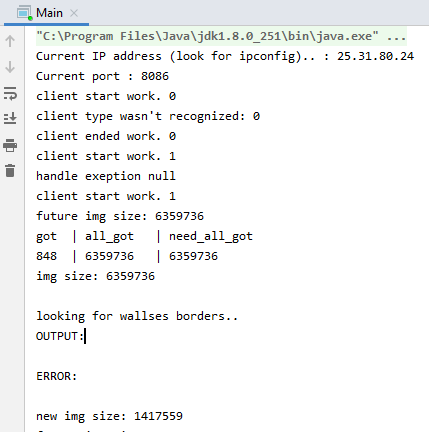 Main
"C:\Program Files\Java\jdk1.8.0_251\bin\java.exe" ...
Current IP address (look for ipconfig).. : 25.31.80.24
Current port : 8086
client start work. 0
client type wasn't recognized: 0
client ended work. 0
client start work. 1
handle exeption null
client start work. 1
future img size: 6359736
got | all_got | need_all_got
848 | 6359736 | 6359736
img size: 6359736
looking for wallses borders..
OUTPUT:
ERROR:
new img size: 1417559